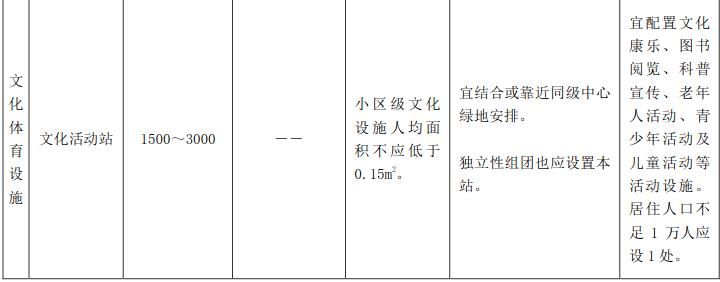 文
化
体
育
设
施
文化活动站
1500～3000
——
小区级文化
设施人均面
积不应低于
0.15㎡。
宜结合或靠近同级中心
绿地安排。
独立性组团也应设置本
站。
宜配置文化
康乐、图书
阅览、科普
宣传、老年
人活动、青
少年活动及
儿童活动等
活动设施。
居住人口不
足 1 万人应
设 1 处。